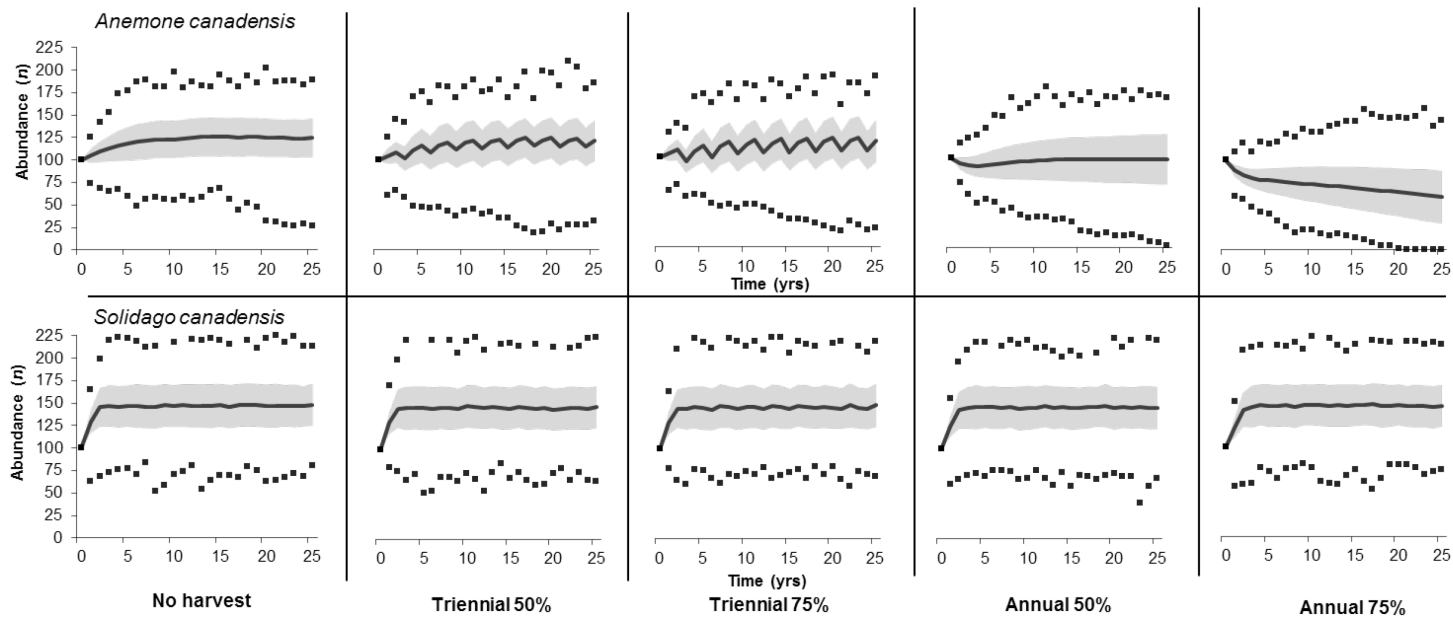 Anemone canadensis
Abundance (n)
225
200
175
150
125
100
75
50
25
0
0 5 10 15 20 25
0 5 10 15 20 25
0 5 10 15 20 25
0 5 10 15 20 25
0 5 10 15 20 25
Time (yrs)
Solidago canadensis
Abundance (n)
225
200
175
150
125
100
75
50
25
0
0 5 10 15 20 25
0 5 10 15 20 25
0 5 10 15 20 25
0 5 10 15 20 25
0 5 10 15 20 25
Time (yrs)
No harvest
Triennial 50%
Triennial 75%
Annual 50%
Annual 75%